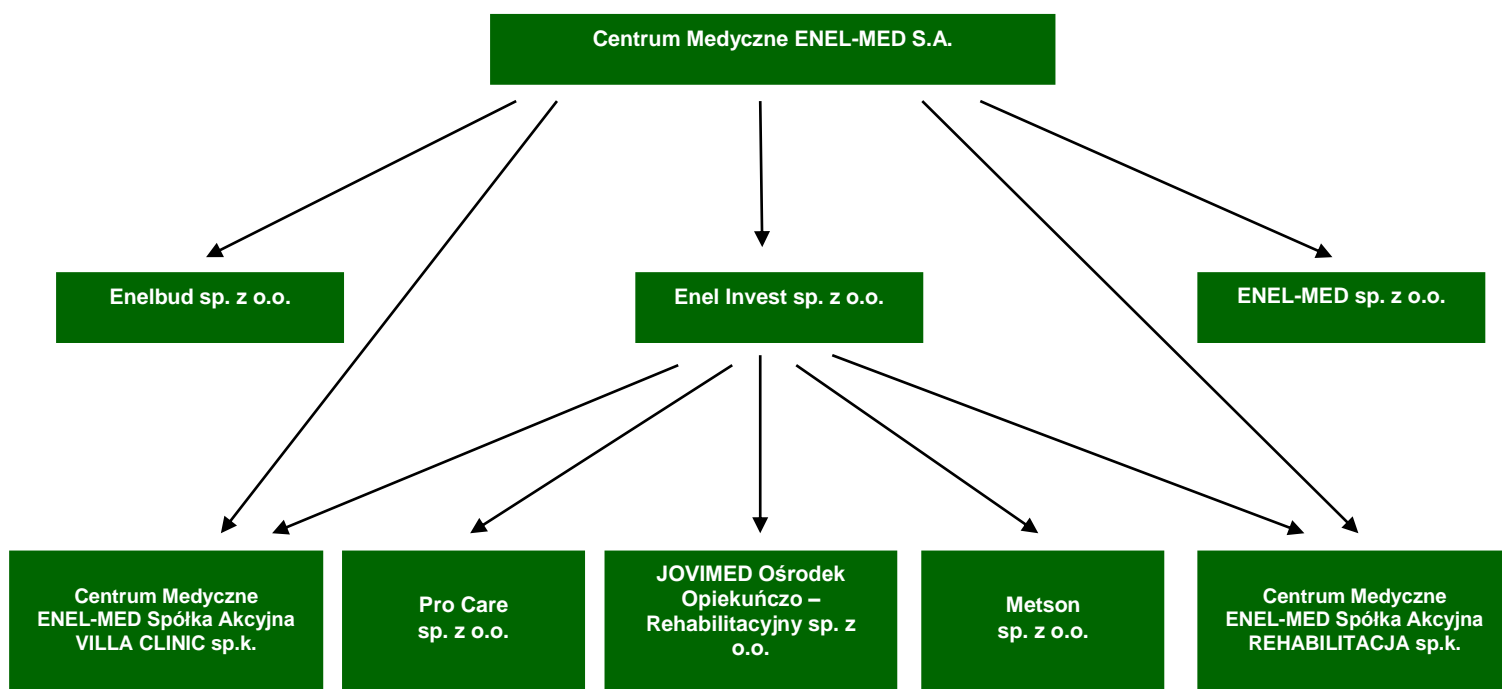 Centrum Medyczne ENEL-MED S.A.
Enelbud sp. z o.o.
Enel Invest sp. z o.o.
ENEL-MED sp. z o.o.
Centrum Medyczne
ENEL-MED Spółka Akcyjna
VILLA CLINIC sp.k.
Pro Care
sp. z o.o.
JOVIMED Ośrodek
Opiekuńczo –
Rehabilitacyjny sp. z
o.o.
Metson
sp. z o.o.
Centrum Medyczne
ENEL-MED Spółka Akcyjna
REHABILITACJA sp.k.